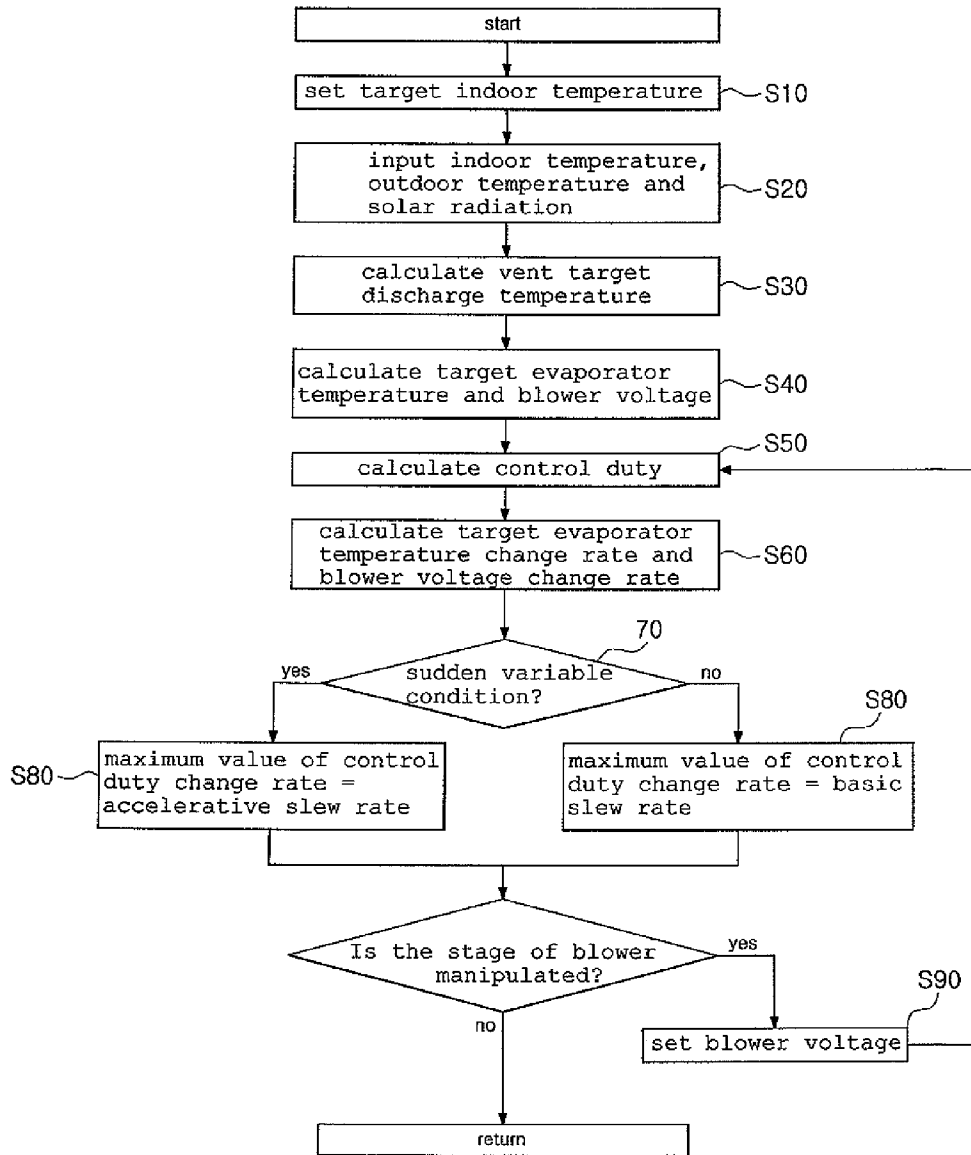 start
set target indoor temperature
S10
input indoor temperature,
outdoor temperature and
solar radiation
S20
calculate vent target
discharge temperature
S30
calculate target evaporator
temperature and blower voltage
S40
S50
calculate control duty
calculate target evaporator
temperature change rate and
blower voltage change rate
S60
70
yes
sudden variable
condition?
no
S80
S80
maximum value of control
duty change rate =
accelerative slew rate
maximum value of control
duty change rate = basic
slew rate
Is the stage of blower
manipulated?
yes
no
S90
set blower voltage
return